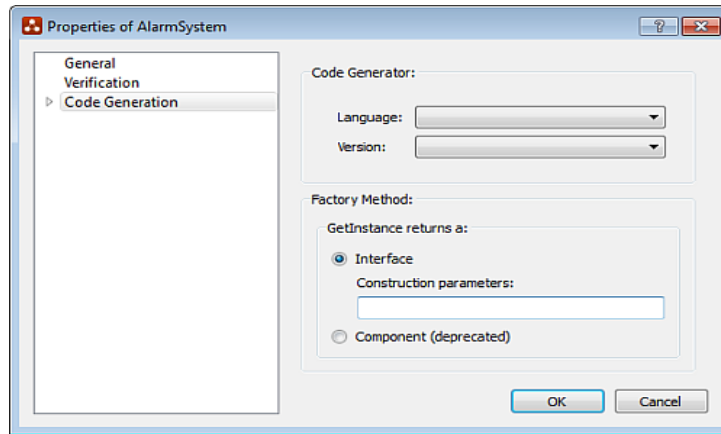 Properties of AlarmSystem
General
Verification
Code Generation
Code Generator:
Language:
Version:
Factory Method:
GetInstance returns a:
Interface
Construction parameters:
Component (deprecated)
OK
Cancel